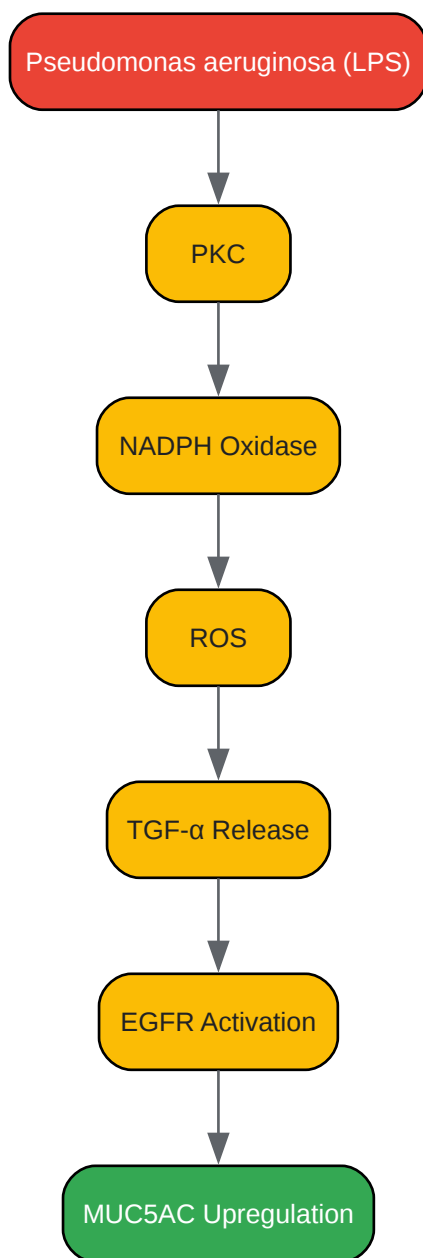 Pseudomonas aeruginosa (LPS)
PKC
NADPH Oxidase
ROS
TGF-α Release
EGFR Activation
MUC5AC Upregulation